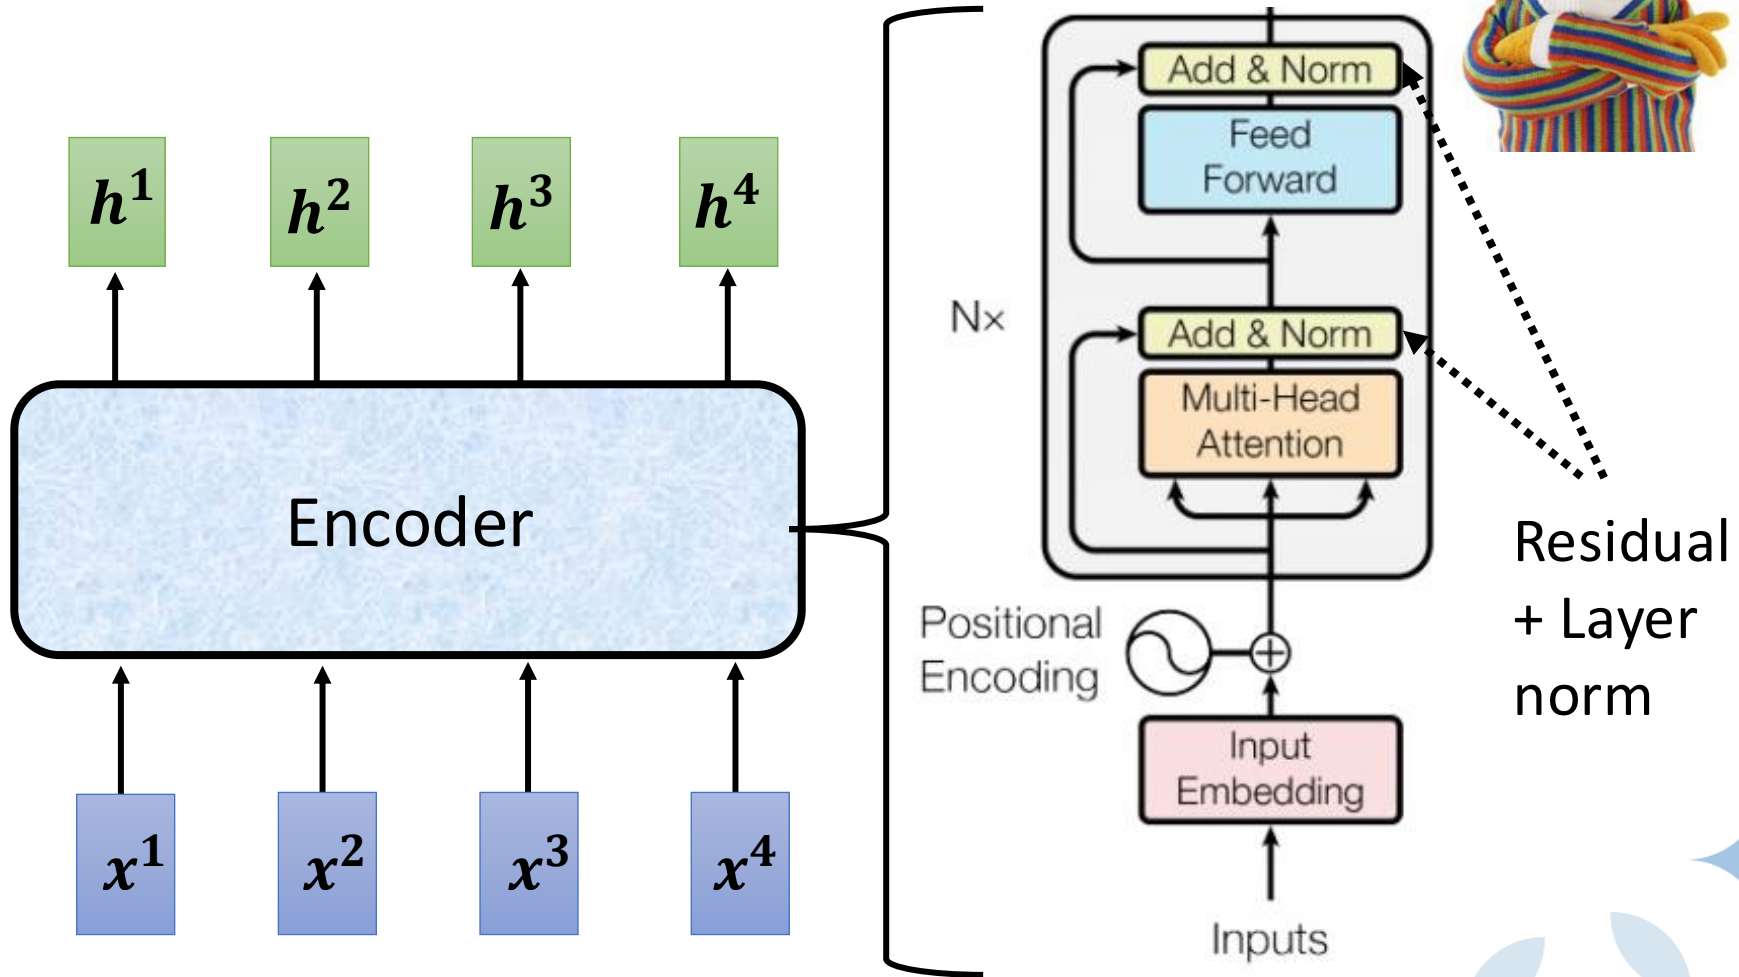 h¹ h² h³ h⁴
Encoder
x¹ x² x³ x⁴
Add & Norm
Feed
Forward
N×
Add & Norm
Multi-Head
Attention
Positional
Encoding
Input
Embedding
Inputs
Residual
+ Layer
norm